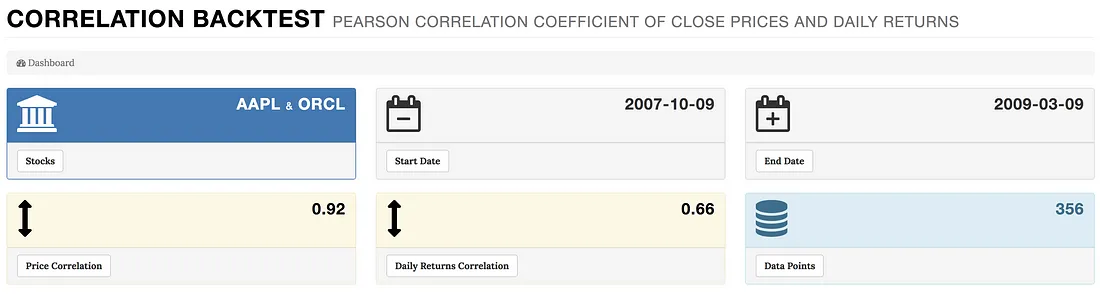 CORRELATION BACKTEST PEARSON CORRELATION COEFFICIENT OF CLOSE PRICES AND DAILY RETURNS
Dashboard
AAPL & ORCL
Stocks
2007-10-09
Start Date
2009-03-09
End Date
0.92
Price Correlation
0.66
Daily Returns Correlation
356
Data Points